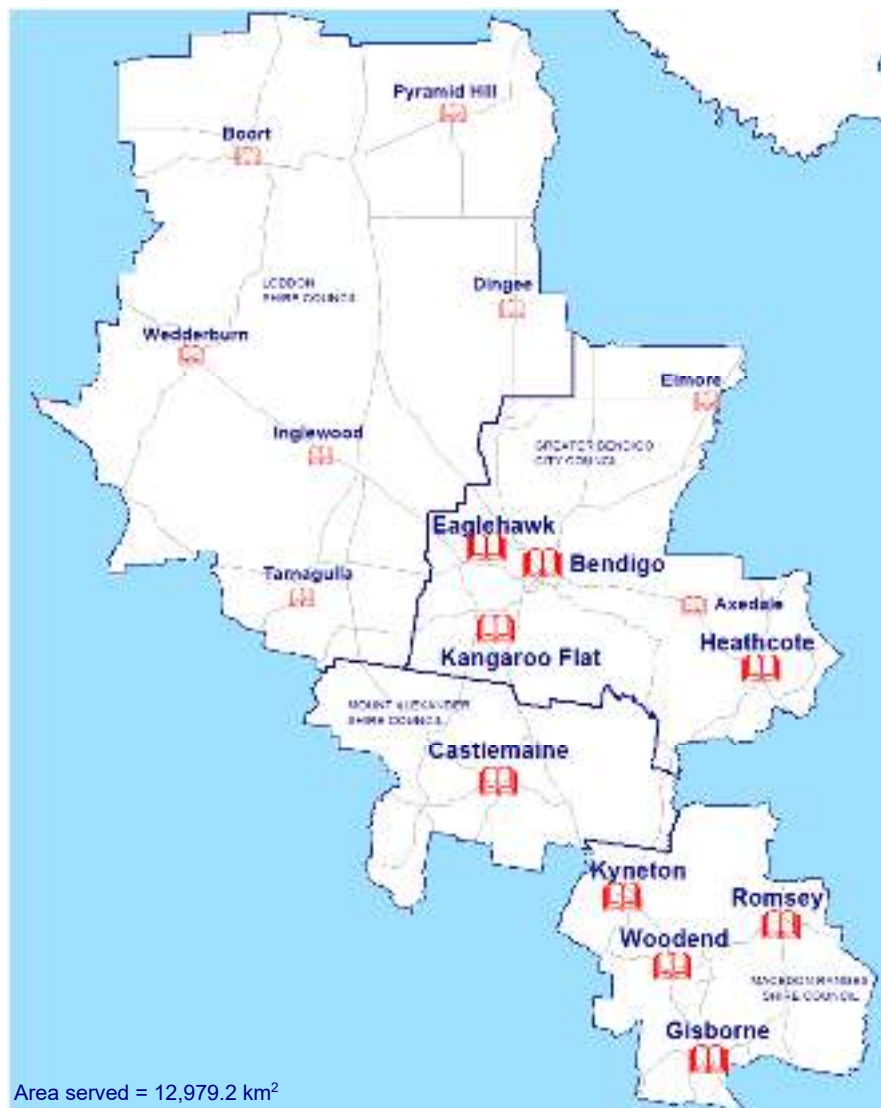 Pyramid Hill
Boort
LODDON
SHIRE COUNCIL
Dingee
Wedderburn
Elmore
Inglewood
GREATER BENDIGO
CITY COUNCIL
Eaglehawk
Bendigo
Tarnagulla
Axedale
Heathcote
Kangaroo Flat
MOUNT ALEXANDER
SHIRE COUNCIL
Castlemaine
Kyneton
Romsey
Woodend
MACEDON RANGES
SHIRE COUNCIL
Gisborne
Area served = 12,979.2 km²